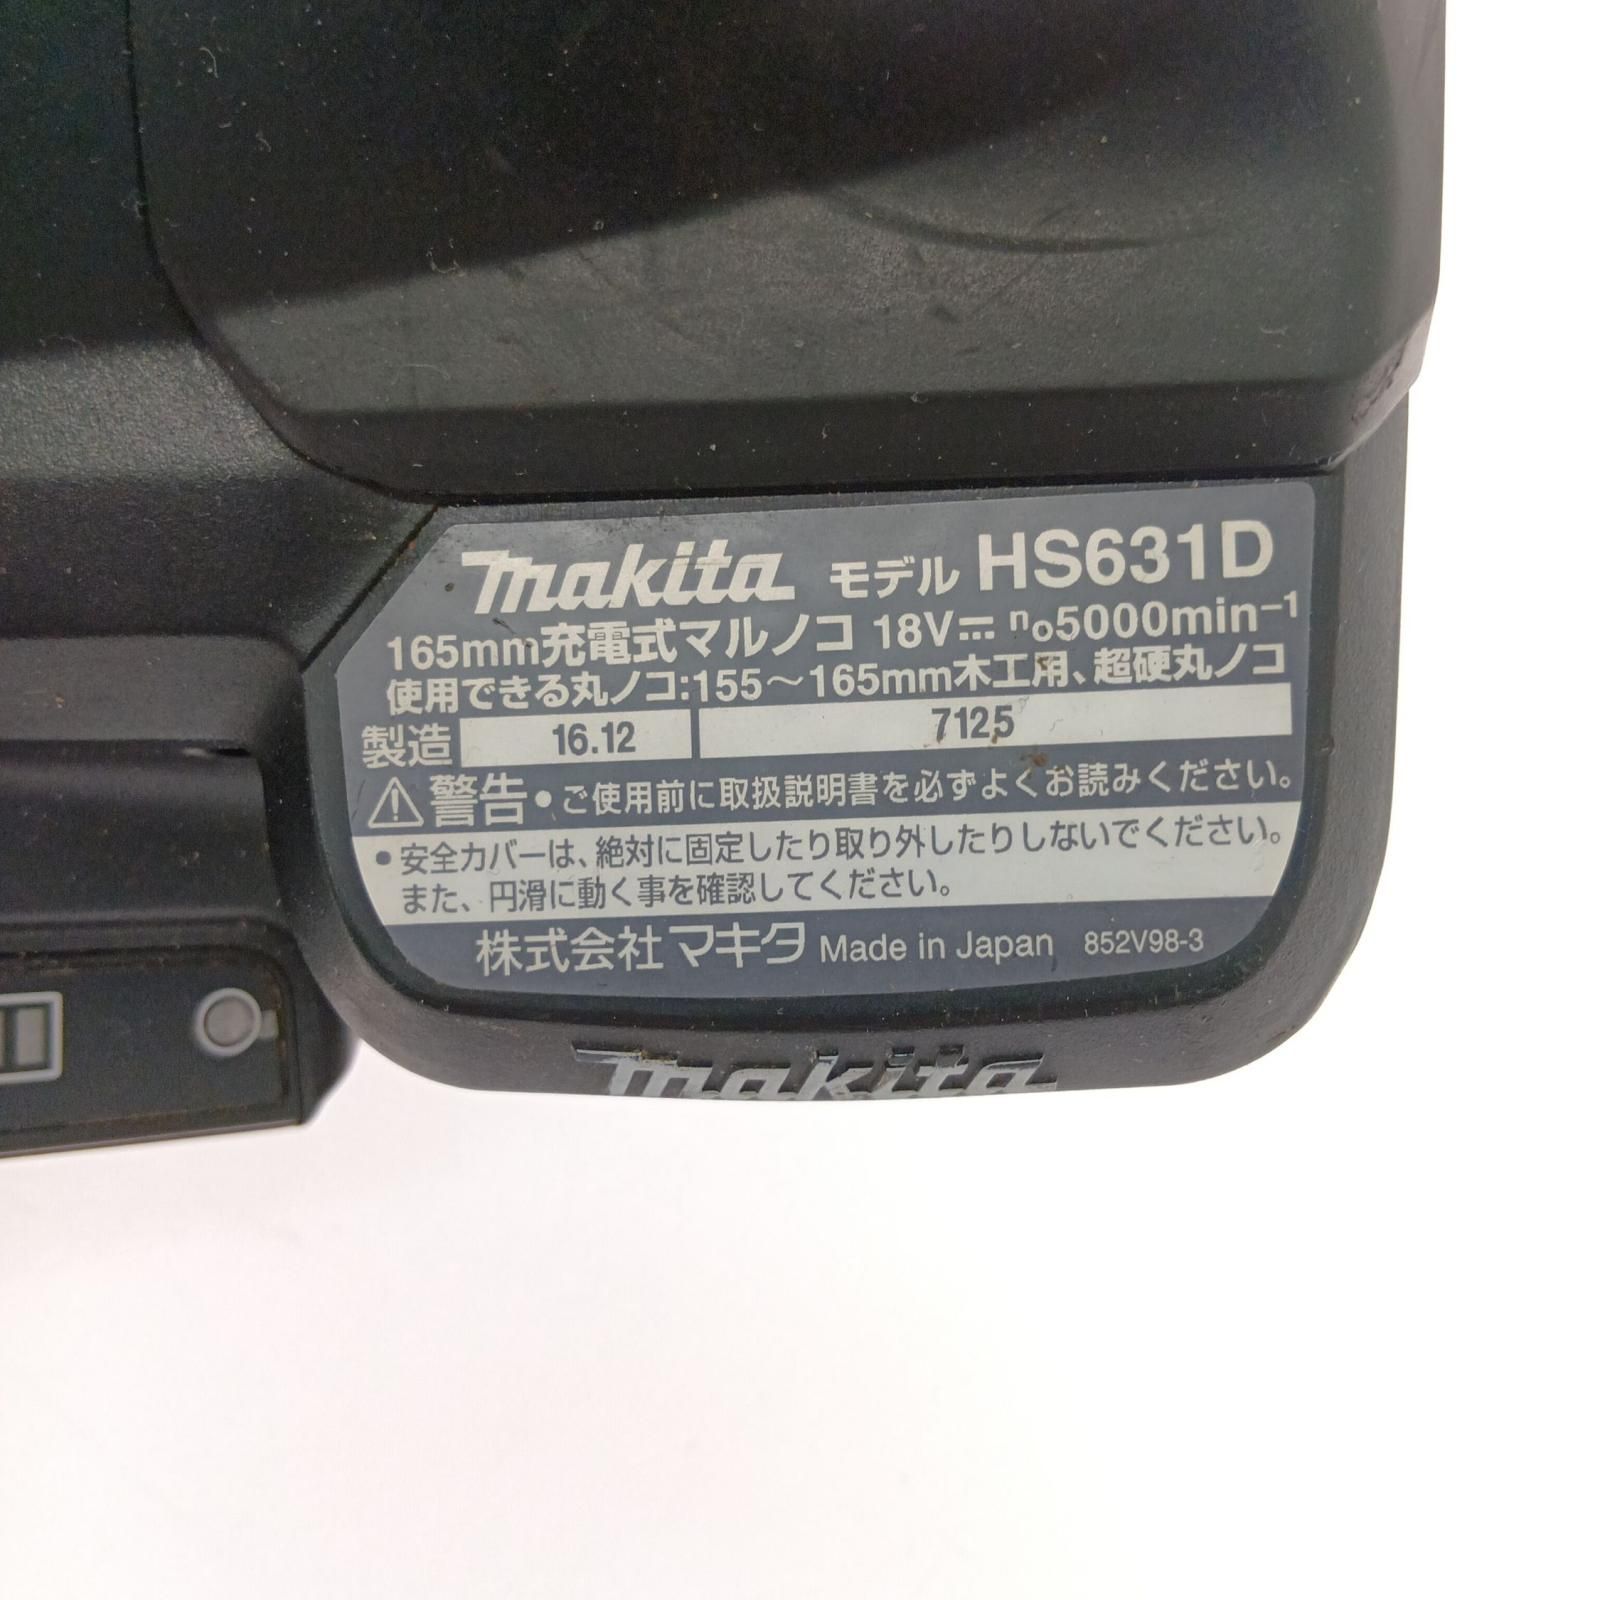 makita モデル HS631D
165mm充電式マルノコ 18V⎓ no5000min⁻¹
使用できる丸ノコ:155～165mm木工用、超硬丸ノコ
製造 16.12 7125
⚠警告 •ご使用前に取扱説明書を必ずよくお読みください。
•安全カバーは、絶対に固定したり取り外したりしないでください。
また、円滑に動く事を確認してください。
株式会社マキタ Made in Japan 852V98-3
makita